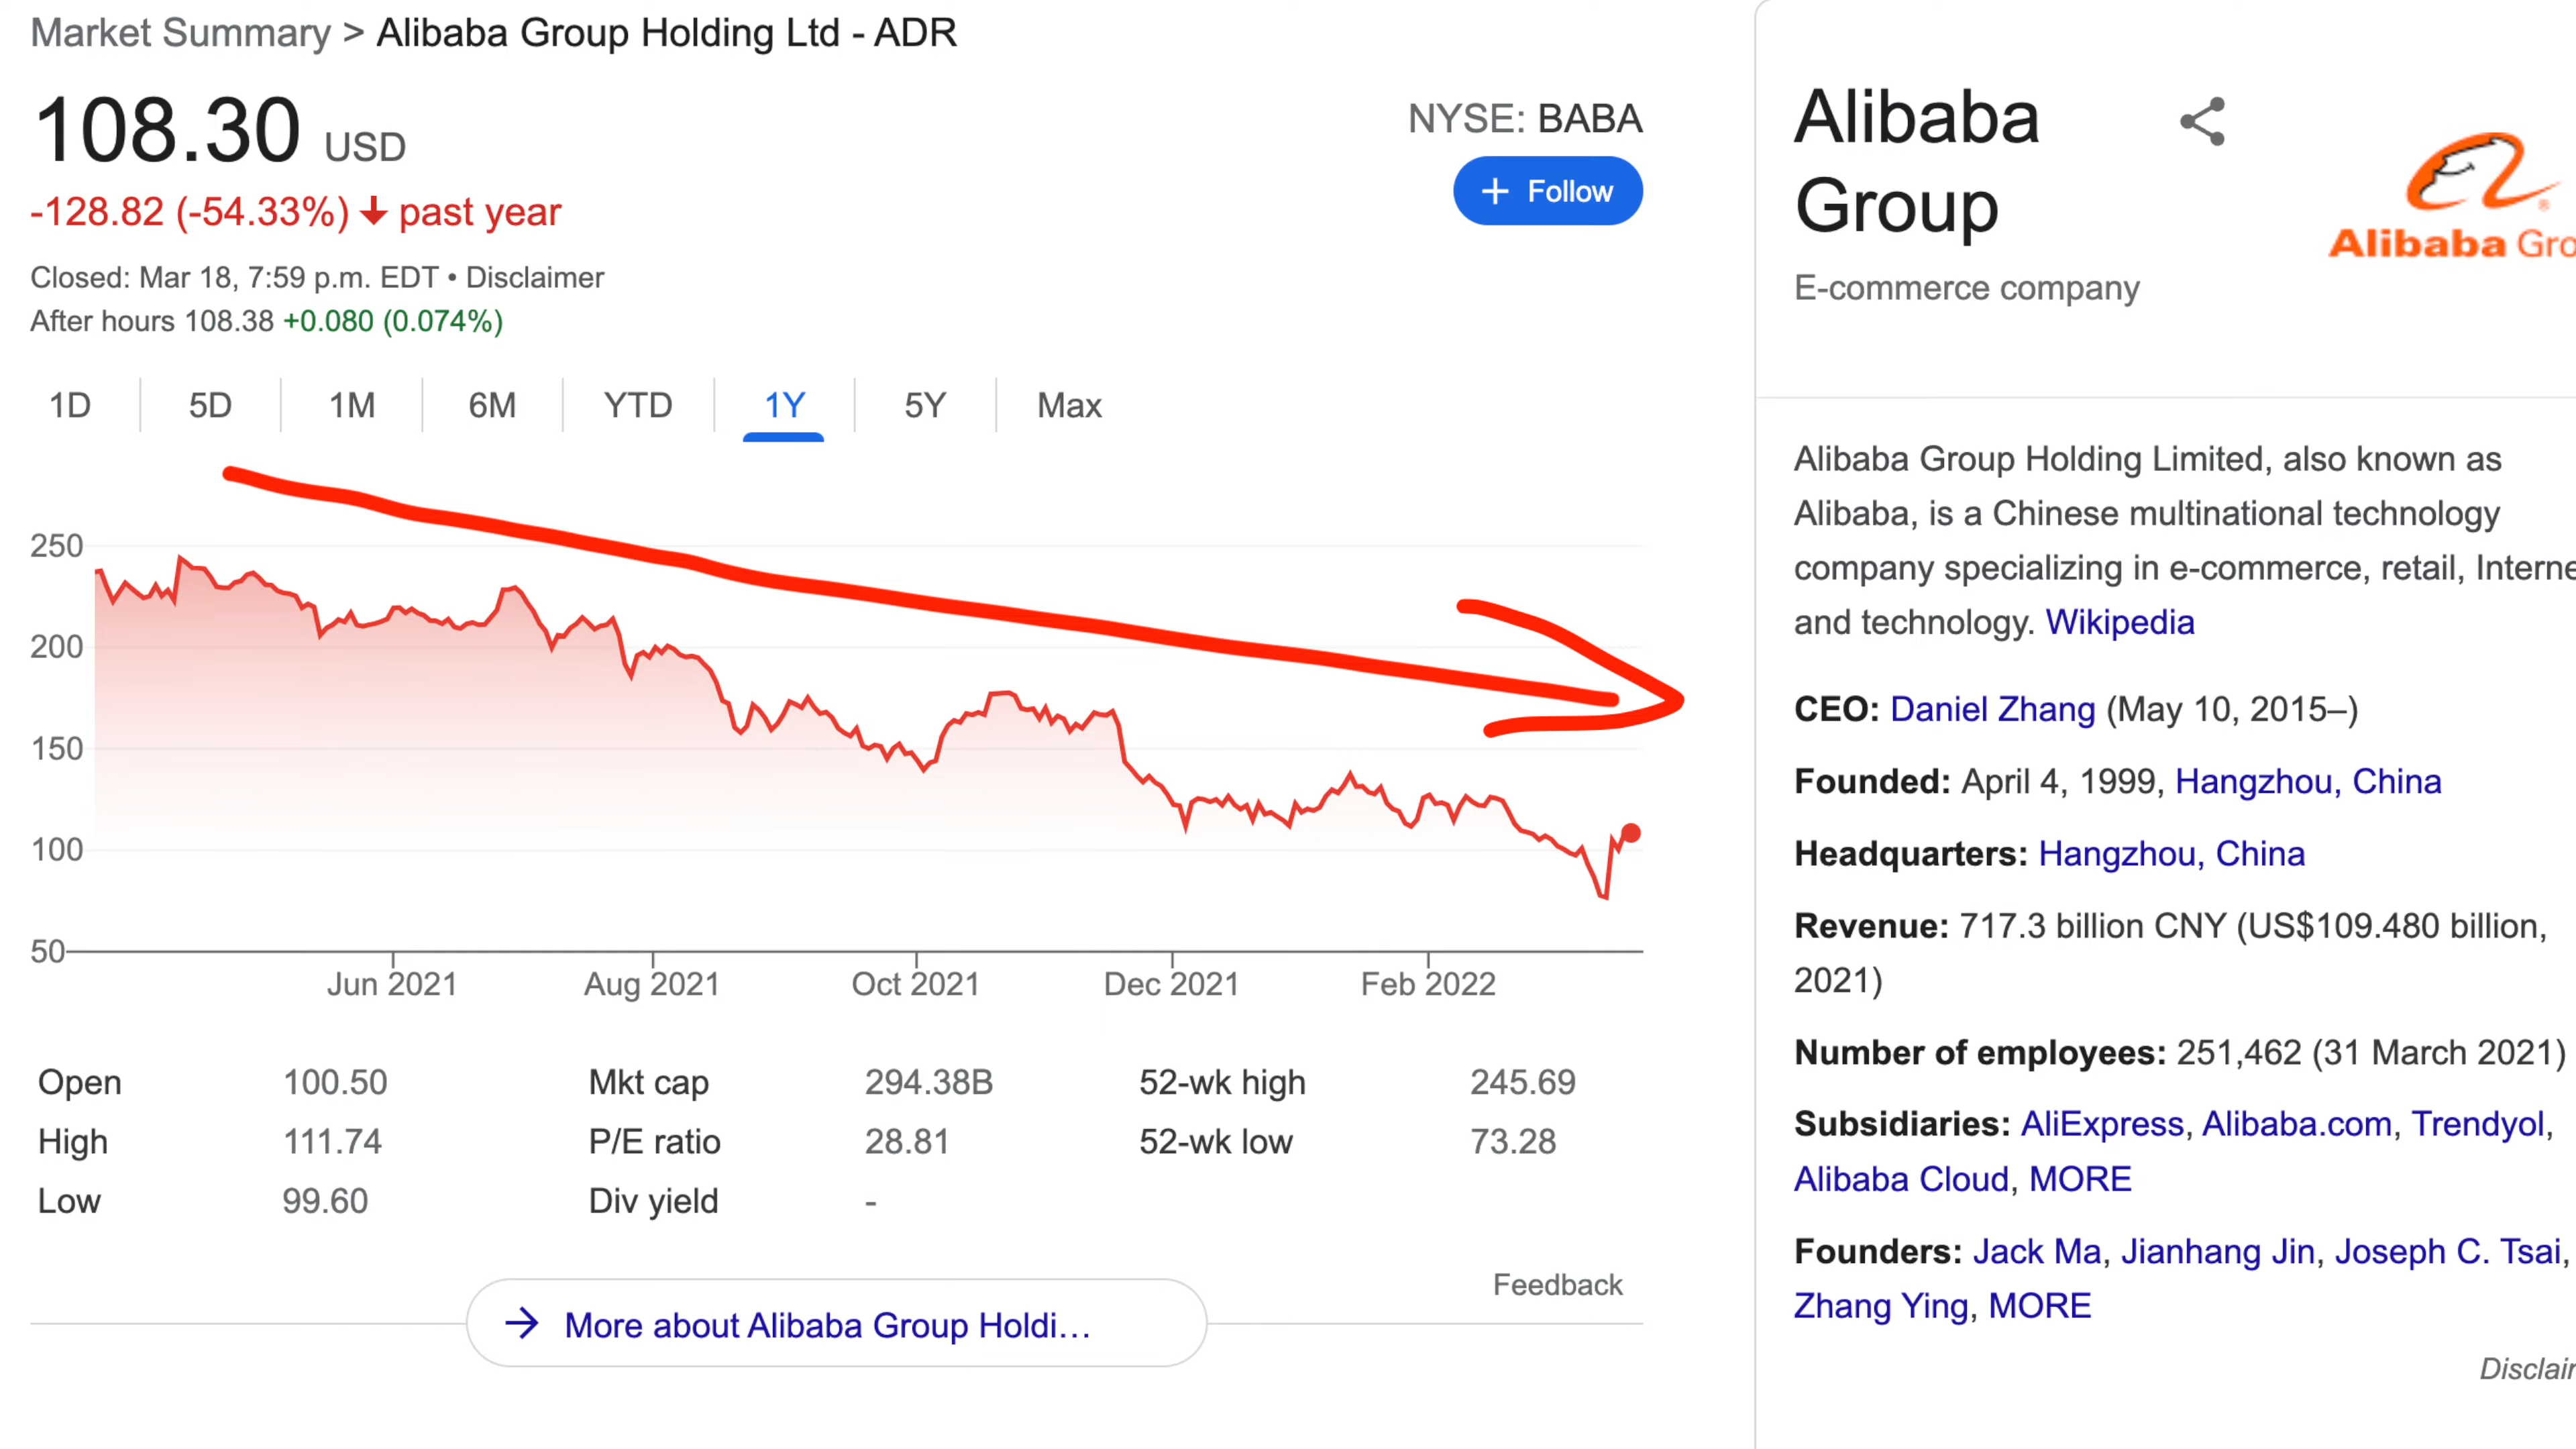 Market Summary > Alibaba Group Holding Ltd - ADR
108.30 USD
-128.82 (-54.33%) ↓ past year
Closed: Mar 18, 7:59 p.m. EDT • Disclaimer
After hours 108.38 +0.080 (0.074%)
NYSE: BABA
+ Follow
1D 5D 1M 6M YTD 1Y 5Y Max
250
200
150
100
50
Jun 2021 Aug 2021 Oct 2021 Dec 2021 Feb 2022
Open 100.50 Mkt cap 294.38B 52-wk high 245.69
High 111.74 P/E ratio 28.81 52-wk low 73.28
Low 99.60 Div yield -
Feedback
→ More about Alibaba Group Holdi...
Alibaba
Group
E-commerce company
Alibaba Gro
Alibaba Group Holding Limited, also known as
Alibaba, is a Chinese multinational technology
company specializing in e-commerce, retail, Interne
and technology. Wikipedia
CEO: Daniel Zhang (May 10, 2015–)
Founded: April 4, 1999, Hangzhou, China
Headquarters: Hangzhou, China
Revenue: 717.3 billion CNY (US$109.480 billion,
2021)
Number of employees: 251,462 (31 March 2021)
Subsidiaries: AliExpress, Alibaba.com, Trendyol,
Alibaba Cloud, MORE
Founders: Jack Ma, Jianhang Jin, Joseph C. Tsai,
Zhang Ying, MORE
Disclai